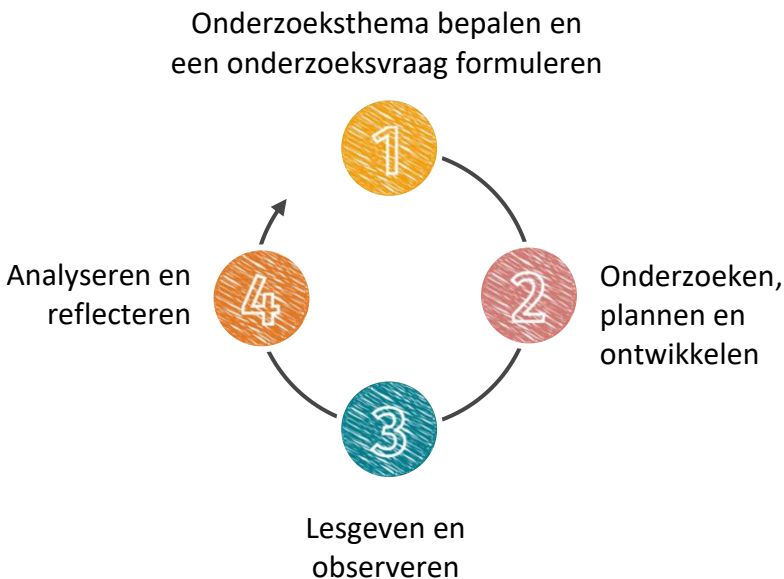 Onderzoeksthema bepalen en
een onderzoeksvraag formuleren
1
2
Onderzoeken,
plannen en
ontwikkelen
3
Lesgeven en
observeren
4
Analyseren en
reflecteren